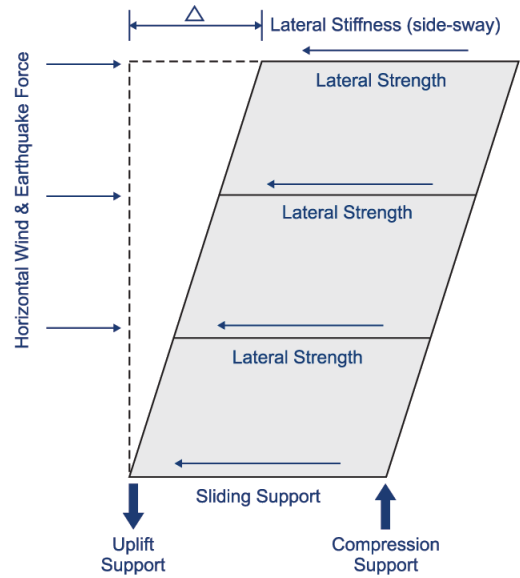 △
Lateral Stiffness (side-sway)
Lateral Strength
Horizontal Wind & Earthquake Force
Lateral Strength
Lateral Strength
Sliding Support
Uplift
Support
Compression
Support